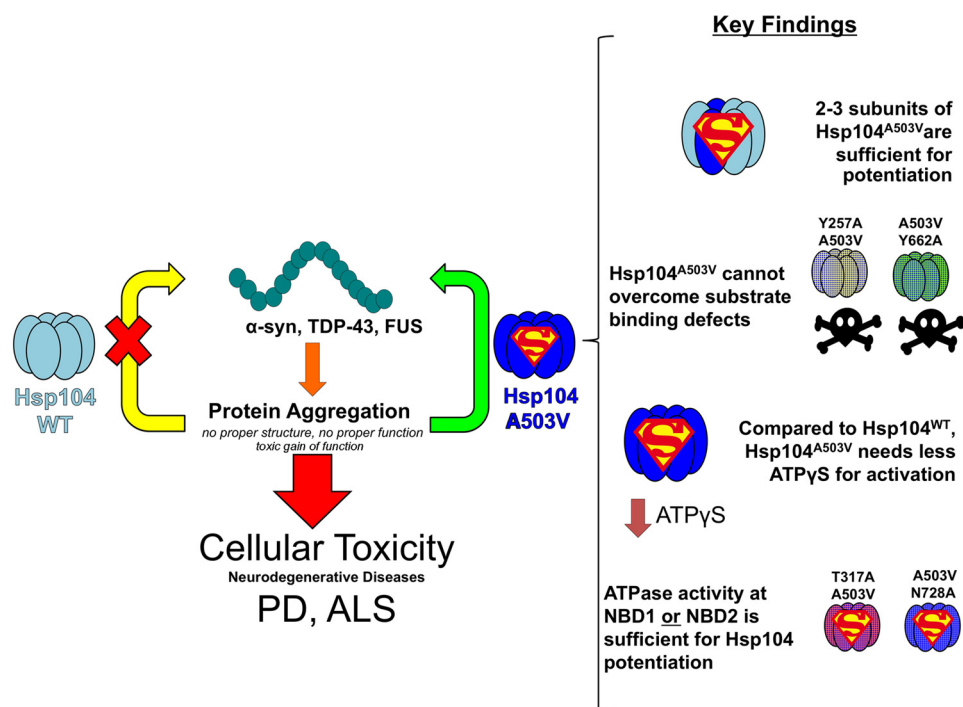 Key Findings
2-3 subunits of
Hsp104A503V are
sufficient for
potentiation
Y257A
A503V
A503V
Y662A
Hsp104A503V cannot
overcome substrate
binding defects
α-syn, TDP-43, FUS
Hsp104
WT
Hsp104
A503V
Protein Aggregation
no proper structure, no proper function
toxic gain of function
Compared to Hsp104WT,
Hsp104A503V needs less
ATPγS for activation
ATPγS
Cellular Toxicity
Neurodegenerative Diseases
PD, ALS
ATPase activity at
NBD1 or NBD2 is
sufficient for Hsp104
potentiation
T317A
A503V
A503V
N728A
S
S
S
S
S